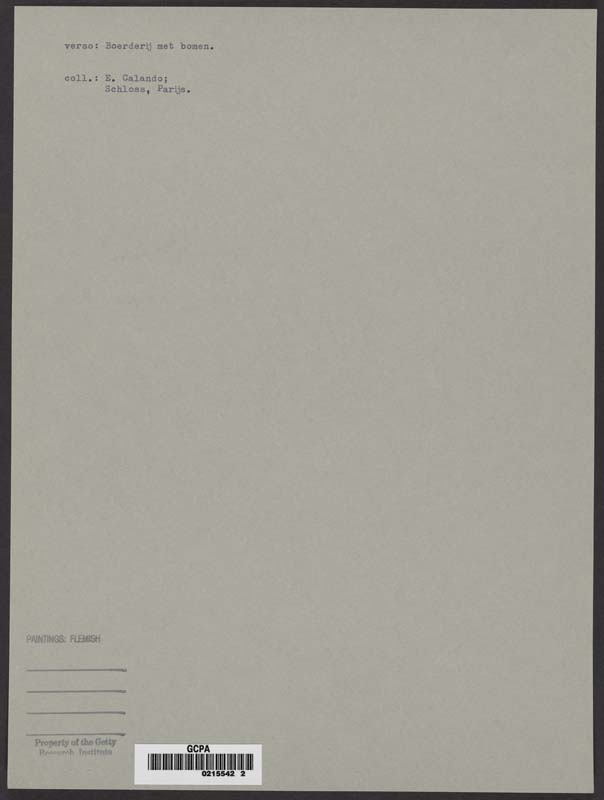 verso: Boerderij met bomen.
coll.: E. Calando;
Schloss, Parijs.
PAINTINGS: FLEMISH
Property of the Getty
Research Institute
GCPA
0215542 2